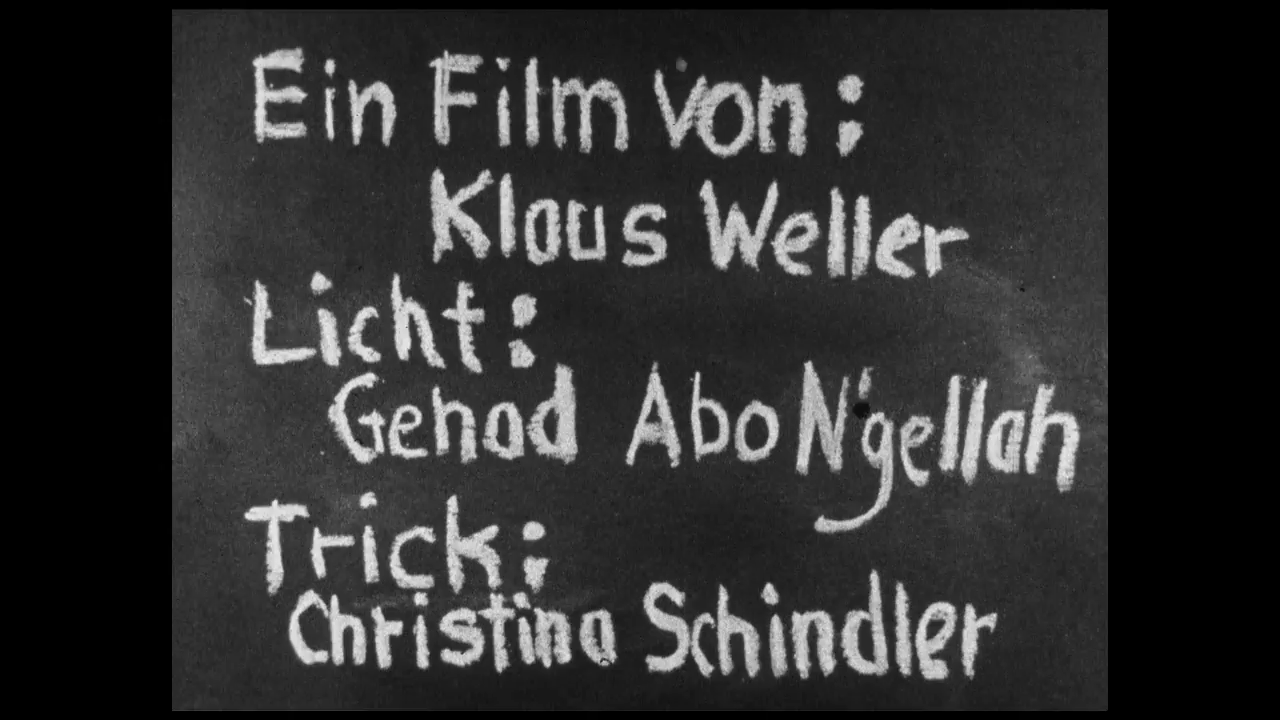 Ein Film von:
Klaus Weller
Licht:
Gehad Abo N'gellah
Trick:
Christina Schindler